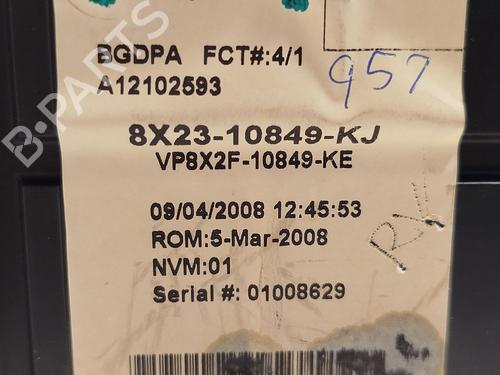 BGDPA FCT#:4/1
A12102593
957
8X23-10849-KJ
VP8X2F-10849-KE
09/04/2008 12:45:53
ROM:5-Mar-2008
NVM:01
Serial #: 01008629
B-PARTS